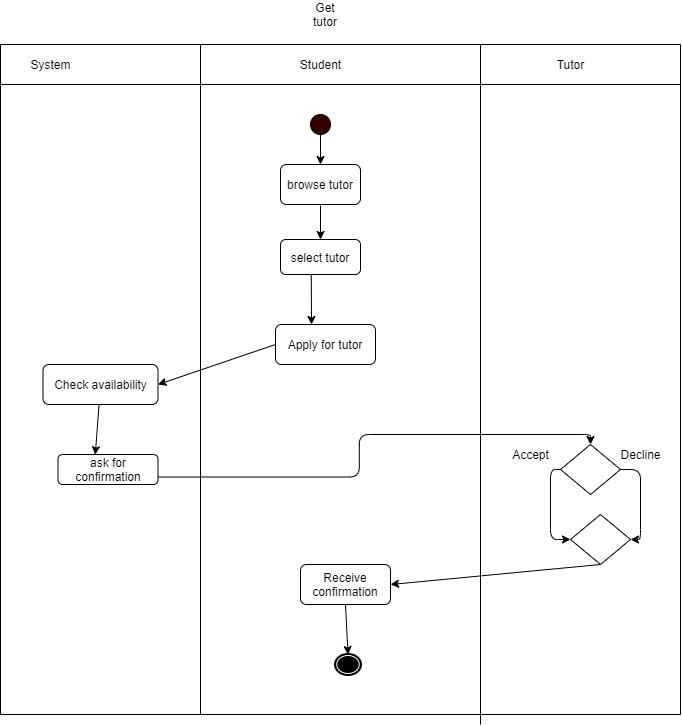 Get
tutor
System
Student
Tutor
browse tutor
select tutor
Apply for tutor
Check availability
ask for
confirmation
Accept
Decline
Receive
confirmation